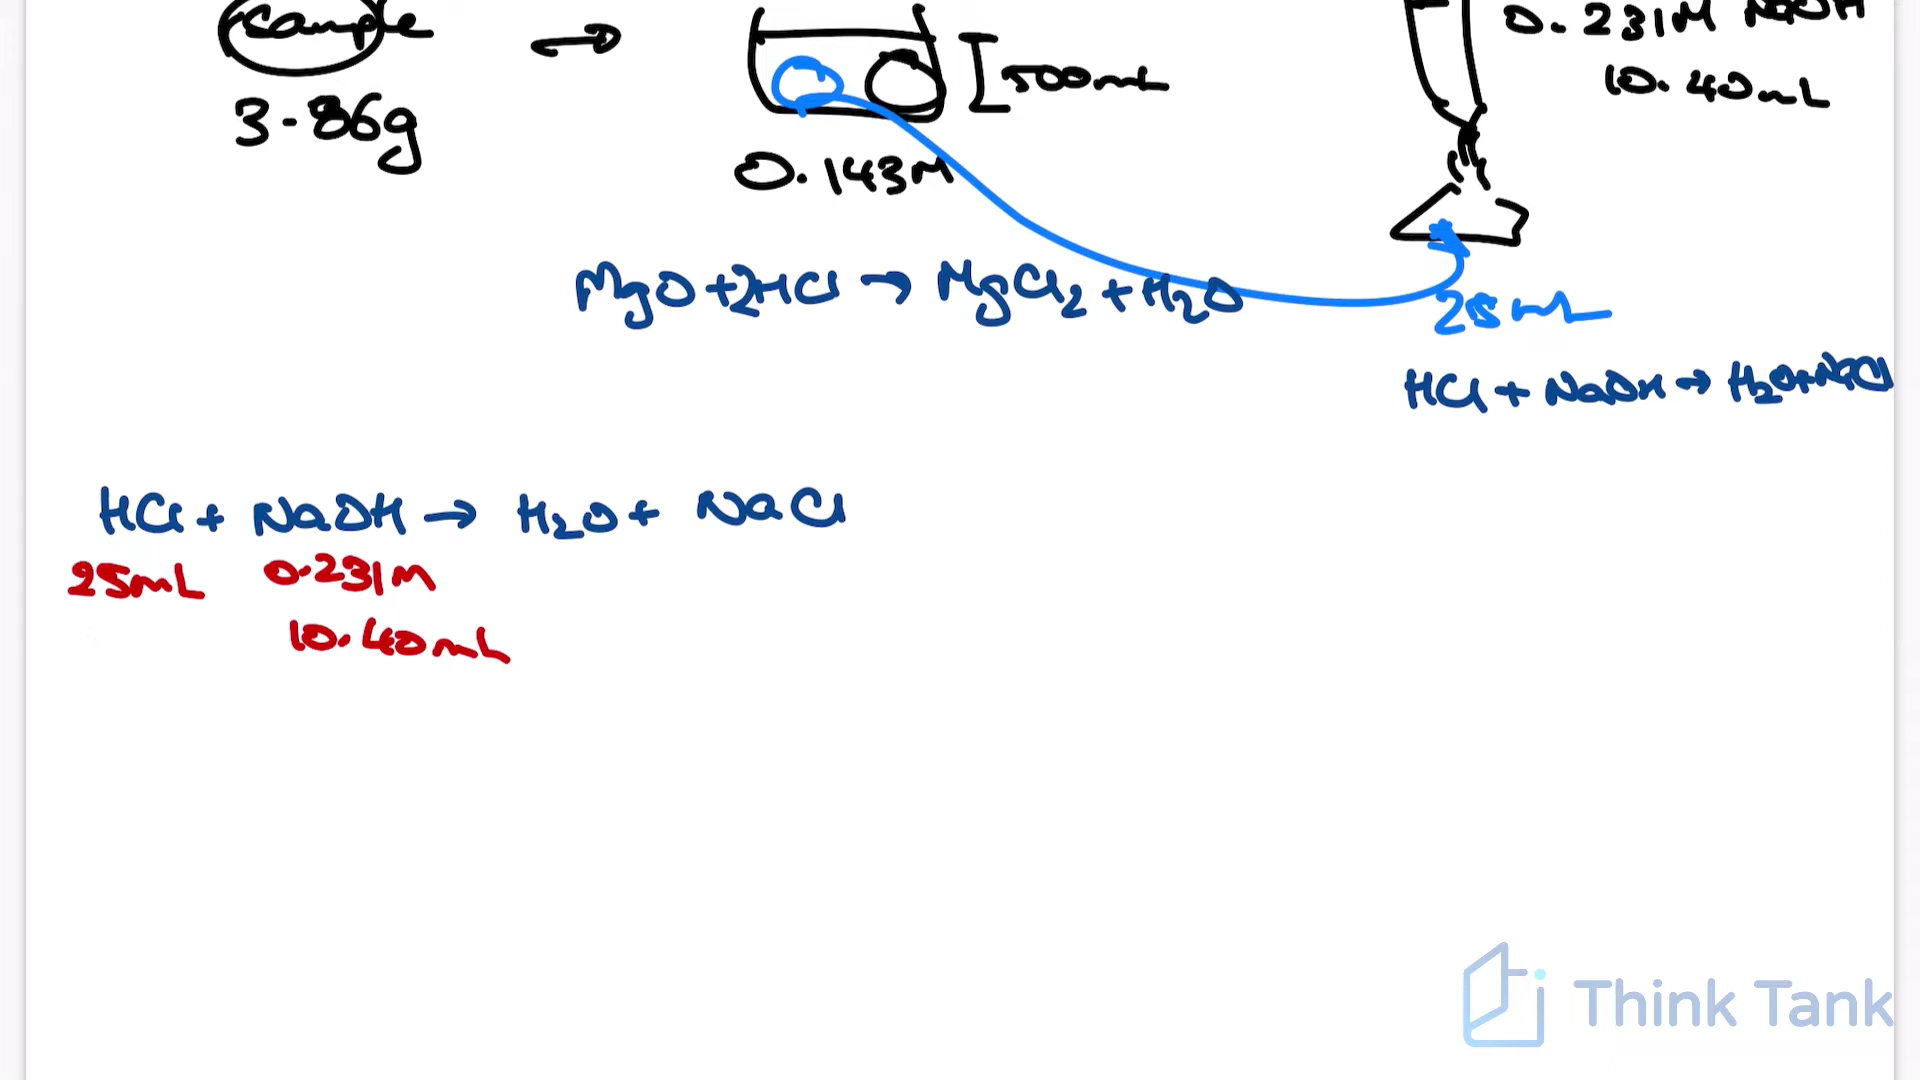 sample
3.86g
500mL
0.143M
0.231M NaOH
10.40mL
MgO + 2HCl → MgCl2 + H2O
25mL
HCl + NaOH → H2O + NaCl
HCl + NaOH → H2O + NaCl
25mL 0.231M
10.40mL
Think Tank